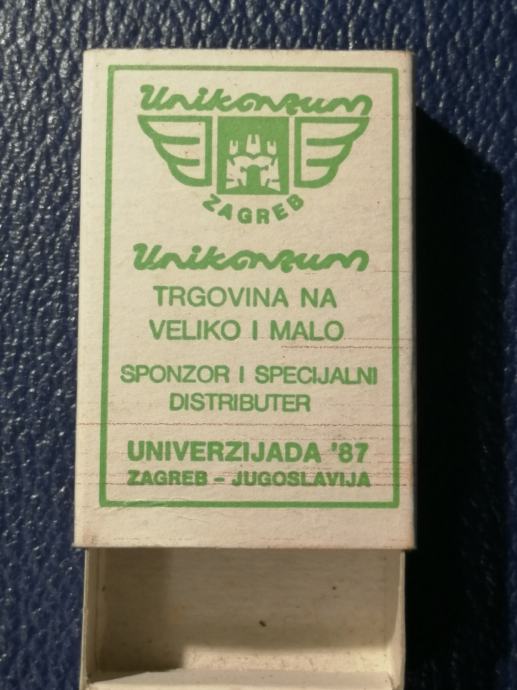 Unikonzum
ZAGREB
Unikonzum
TRGOVINA NA
VELIKO I MALO
SPONZOR I SPECIJALNI
DISTRIBUTER
UNIVERZIJADA '87
ZAGREB - JUGOSLAVIJA